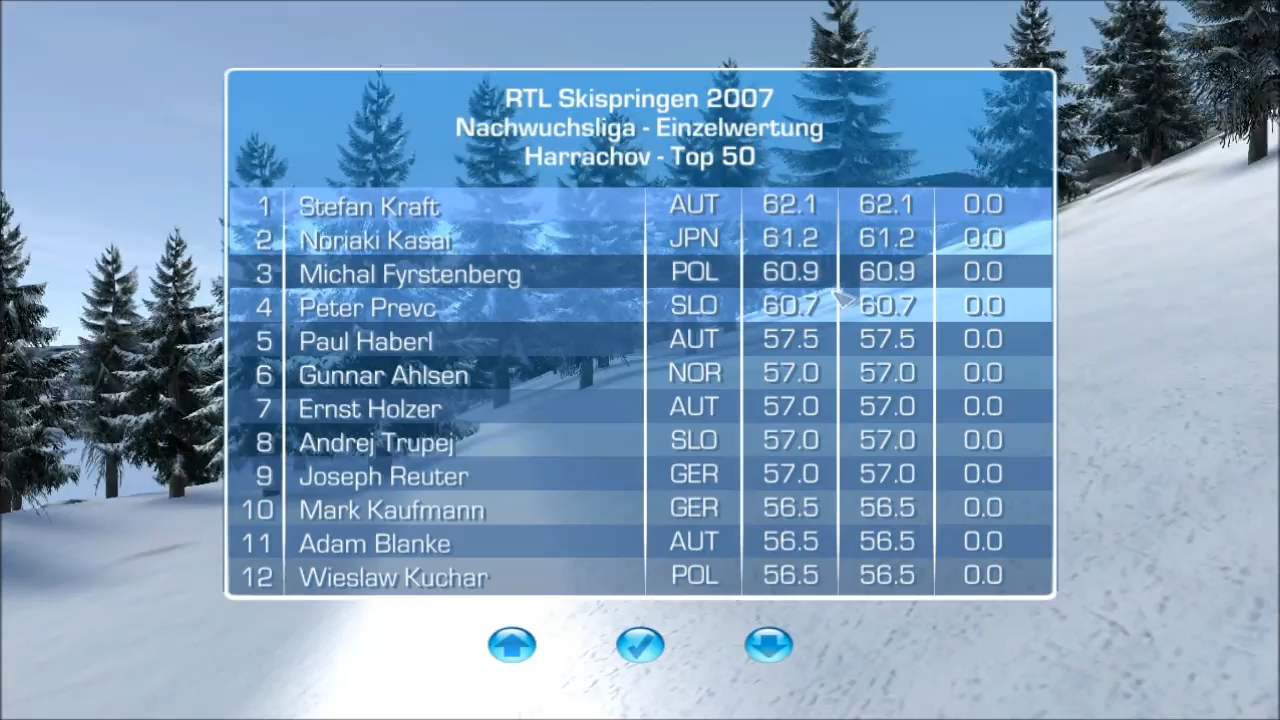 RTL Skispringen 2007
Nachwuchsliga - Einzelwertung
Harrachov - Top 50
1 Stefan Kraft AUT 62.1 62.1 0.0
2 Noriaki Kasai JPN 61.2 61.2 0.0
3 Michal Fyrstenberg POL 60.9 60.9 0.0
4 Peter Prevc SLO 60.7 60.7 0.0
5 Paul Haberl AUT 57.5 57.5 0.0
6 Gunnar Ahlsen NOR 57.0 57.0 0.0
7 Ernst Holzer AUT 57.0 57.0 0.0
8 Andrej Trupej SLO 57.0 57.0 0.0
9 Joseph Reuter GER 57.0 57.0 0.0
10 Mark Kaufmann GER 56.5 56.5 0.0
11 Adam Blanke AUT 56.5 56.5 0.0
12 Wieslaw Kuchar POL 56.5 56.5 0.0